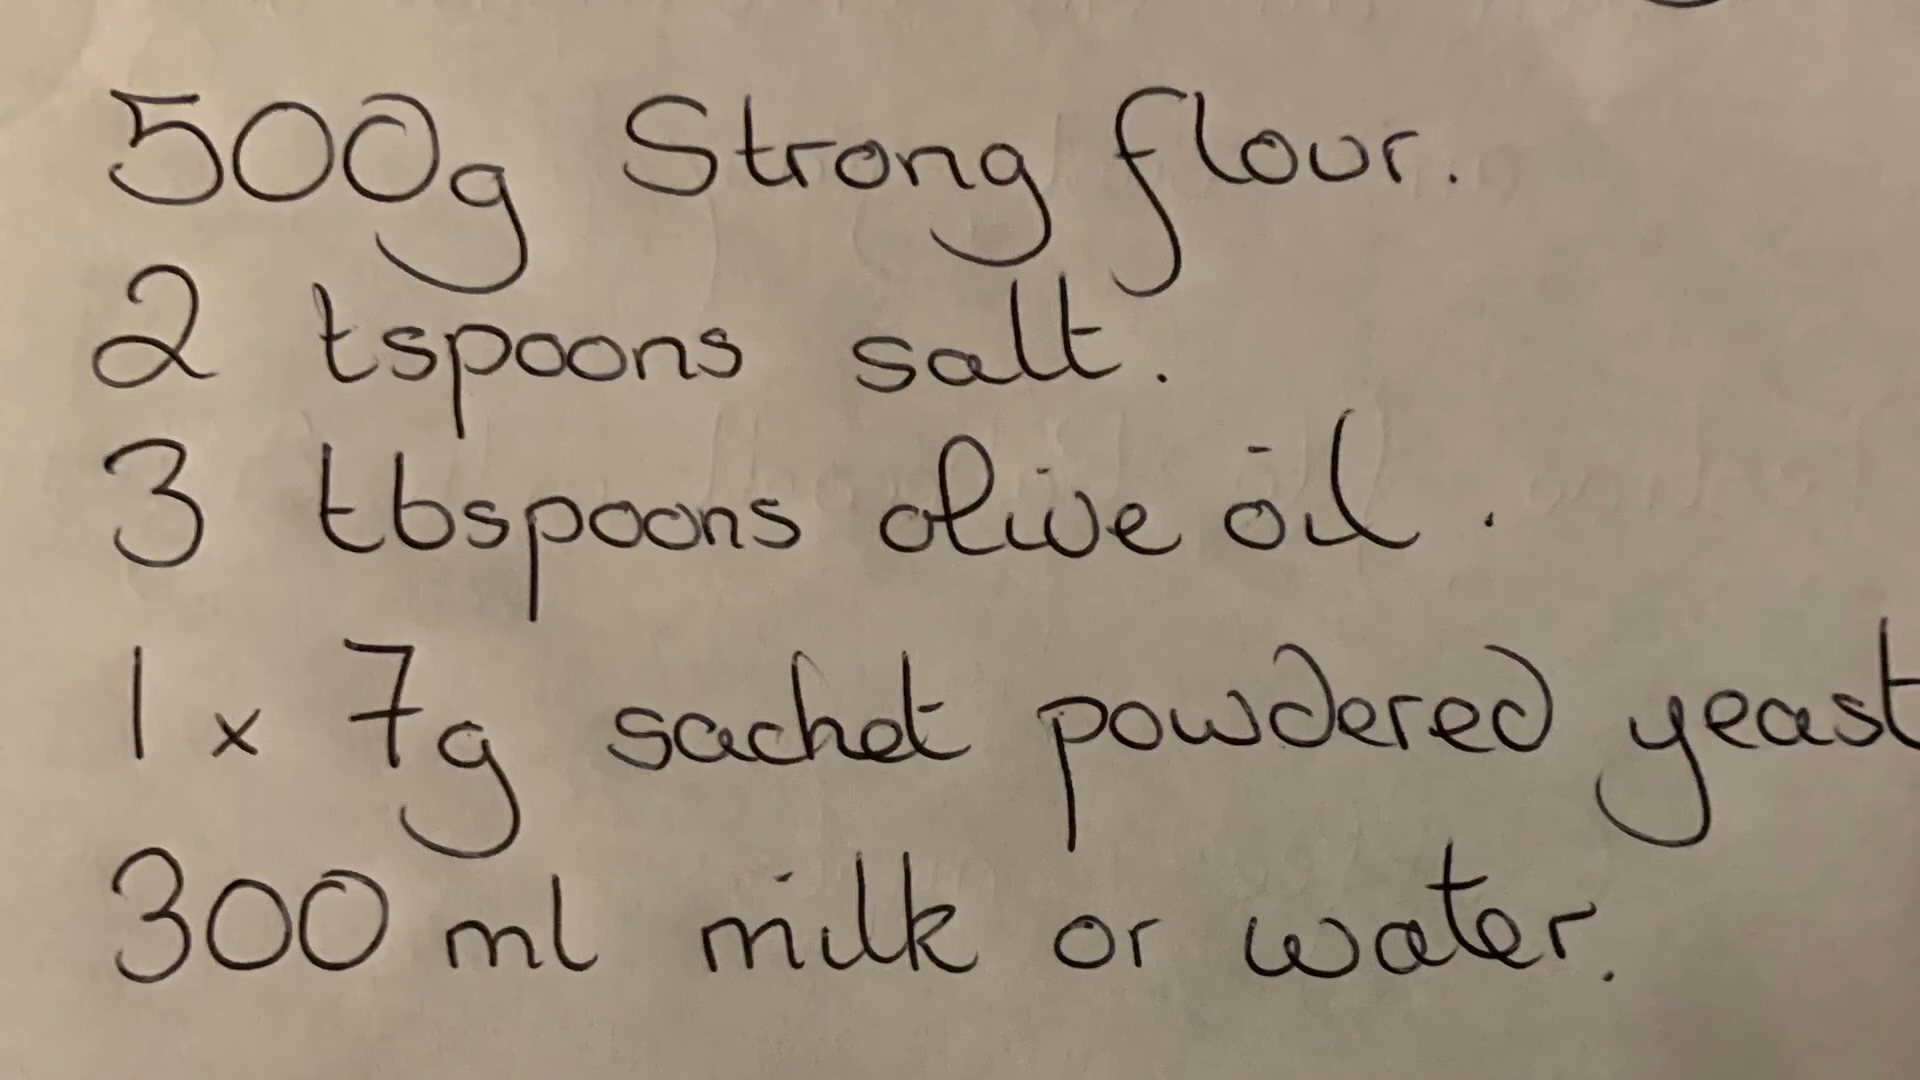 500g Strong flour.
2 tspoons salt.
3 tbspoons olive oil.
1 x 7g sachet powdered yeast
300 ml milk or water.